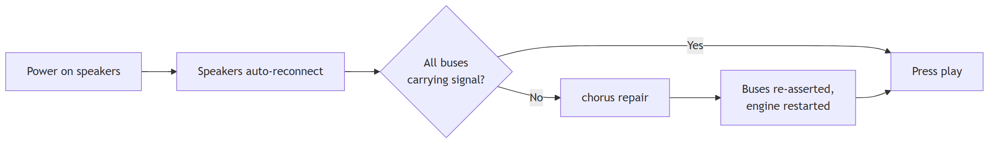 Power on speakers
Speakers auto-reconnect
All buses
carrying signal?
Yes
No
chorus repair
Buses re-asserted,
engine restarted
Press play